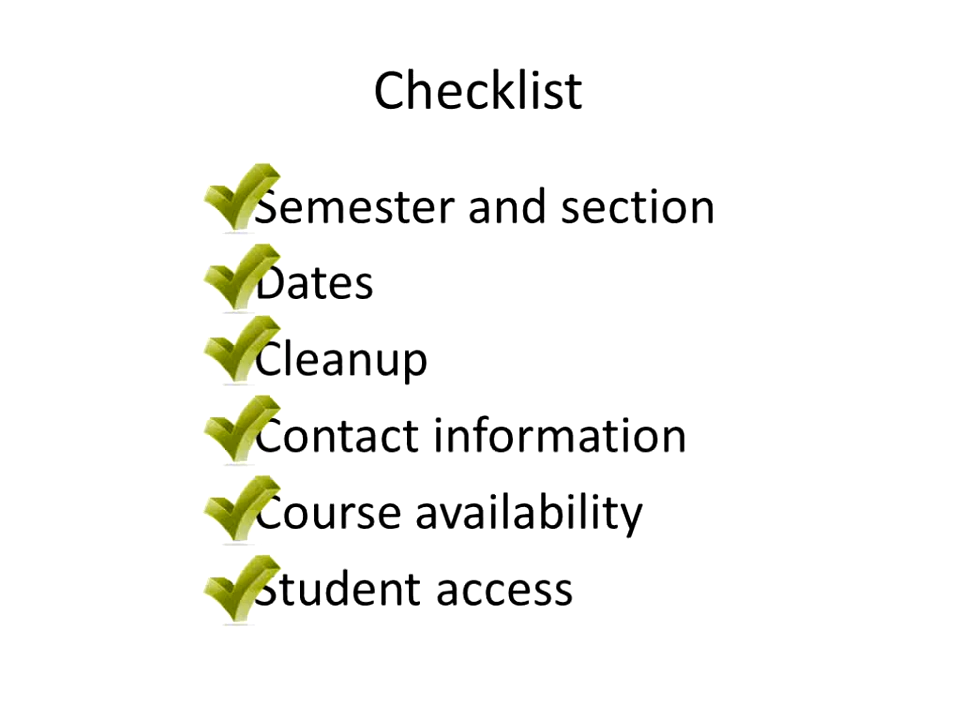 Checklist
Semester and section
Dates
Cleanup
Contact information
Course availability
Student access